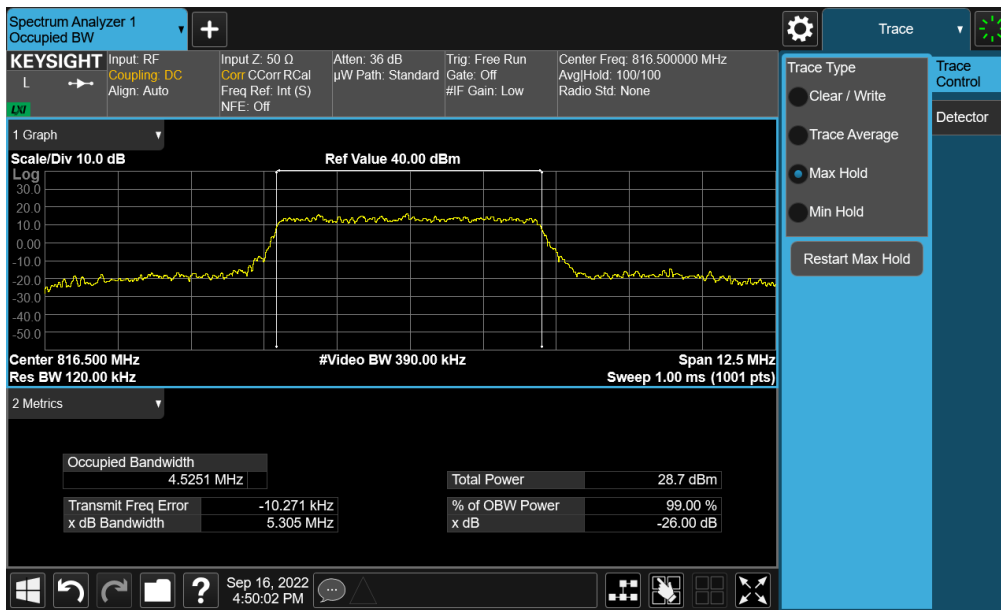 Spectrum Analyzer 1
Occupied BW
Trace
KEYSIGHT
L
LXI
Input: RF
Coupling: DC
Align: Auto
Input Z: 50 Ω
Corr CCorr RCal
Freq Ref: Int (S)
NFE: Off
Atten: 36 dB
µW Path: Standard
Trig: Free Run
Gate: Off
#IF Gain: Low
Center Freq: 816.500000 MHz
Avg|Hold: 100/100
Radio Std: None
1 Graph
Scale/Div 10.0 dB
Ref Value 40.00 dBm
Log
30.0
20.0
10.0
0.00
-10.0
-20.0
-30.0
-40.0
-50.0
Center 816.500 MHz
#Video BW 390.00 kHz
Span 12.5 MHz
Res BW 120.00 kHz
Sweep 1.00 ms (1001 pts)
2 Metrics
Occupied Bandwidth
4.5251 MHz
Total Power 28.7 dBm
Transmit Freq Error -10.271 kHz
% of OBW Power 99.00 %
x dB Bandwidth 5.305 MHz
x dB -26.00 dB
Trace Type
Clear / Write
Trace Average
Max Hold
Min Hold
Restart Max Hold
Trace
Control
Detector
?
Sep 16, 2022
4:50:02 PM